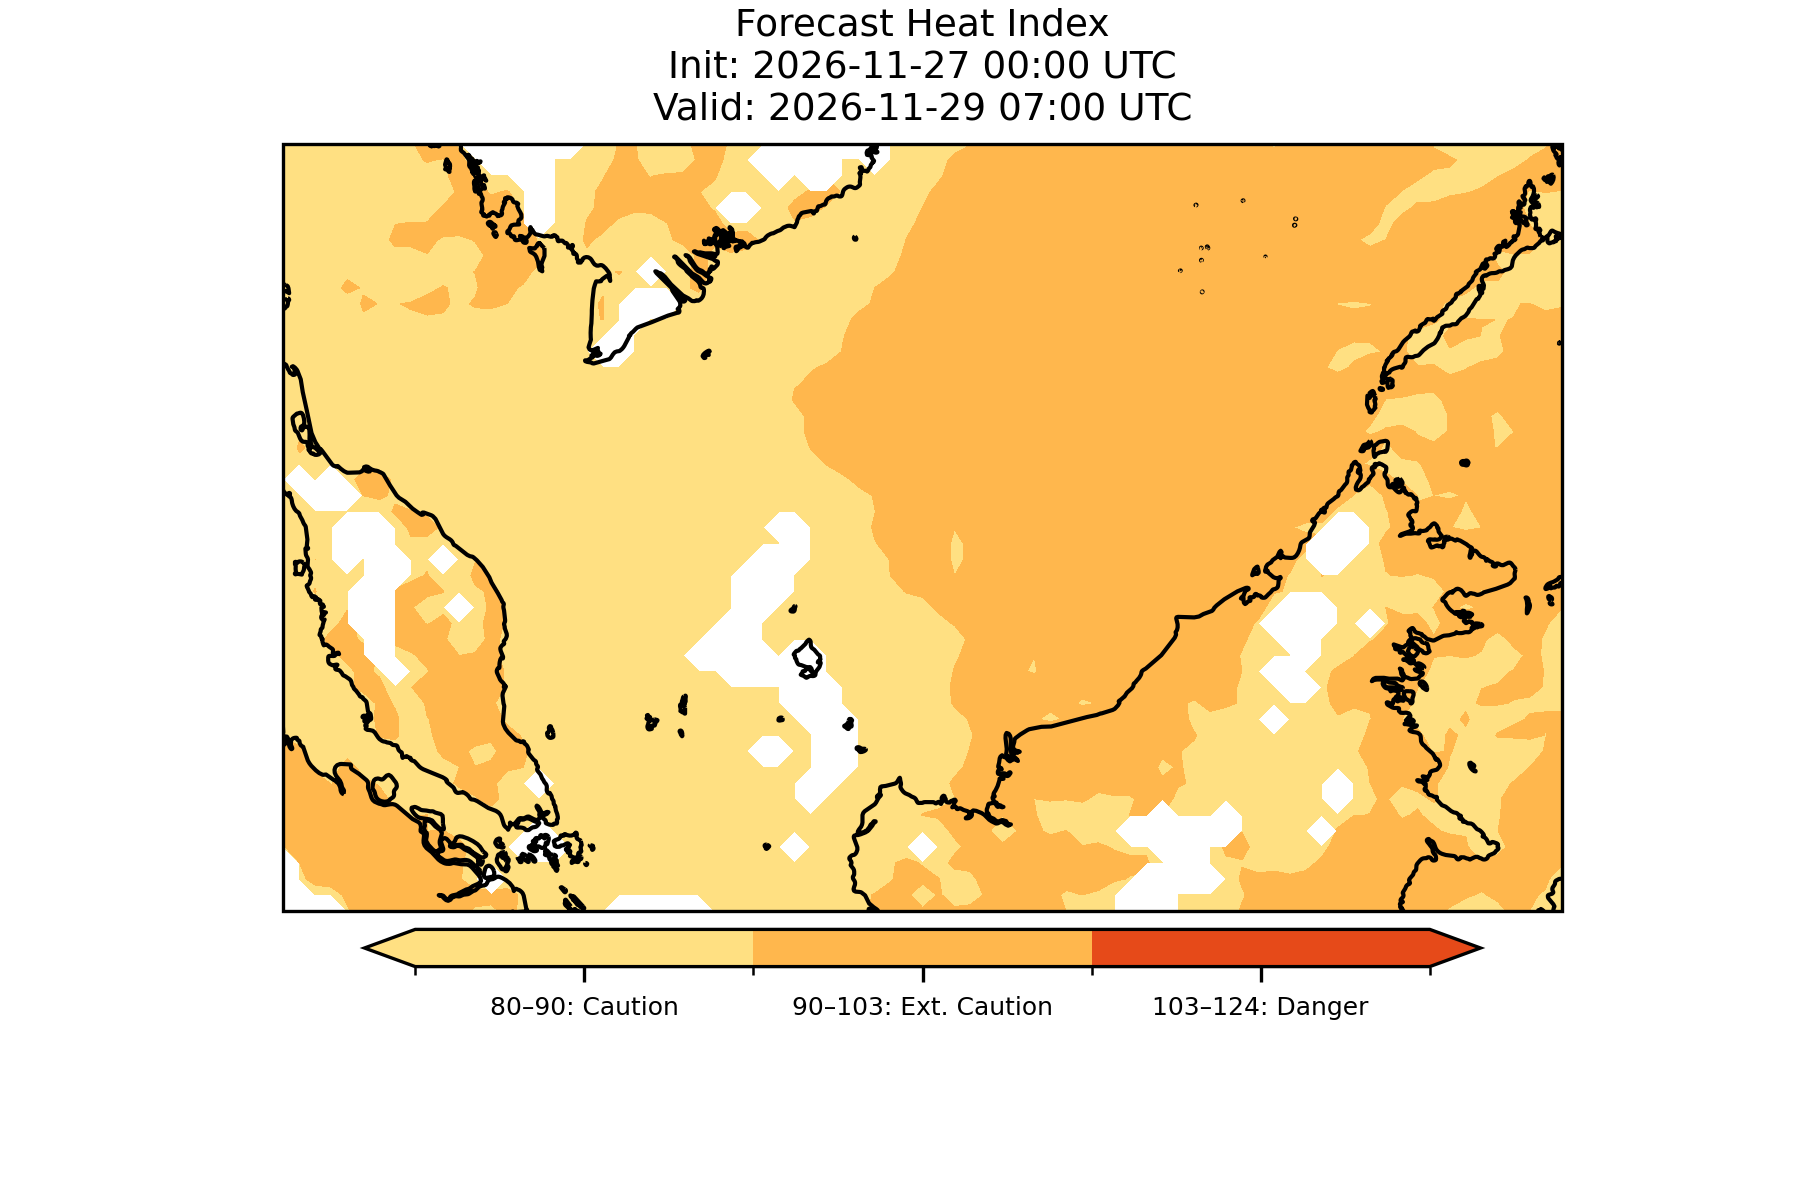 Forecast Heat Index
Init: 2026-11-27 00:00 UTC
Valid: 2026-11-29 07:00 UTC
80–90: Caution
90–103: Ext. Caution
103–124: Danger